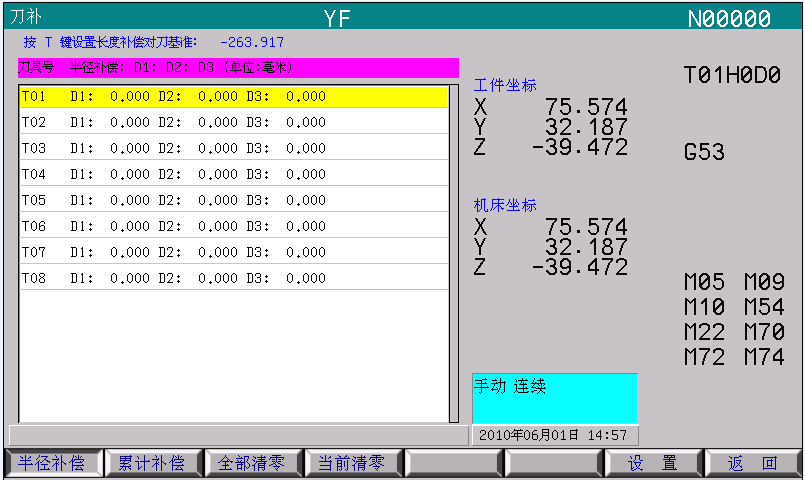 刀补 YF N00000
按 T 键设置长度补偿对刀基准: -263.917
刀具号 半径补偿: D1: D2: D3 (单位:毫米)
T01 D1: 0.000 D2: 0.000 D3: 0.000
T02 D1: 0.000 D2: 0.000 D3: 0.000
T03 D1: 0.000 D2: 0.000 D3: 0.000
T04 D1: 0.000 D2: 0.000 D3: 0.000
T05 D1: 0.000 D2: 0.000 D3: 0.000
T06 D1: 0.000 D2: 0.000 D3: 0.000
T07 D1: 0.000 D2: 0.000 D3: 0.000
T08 D1: 0.000 D2: 0.000 D3: 0.000
工件坐标
X 75.574
Y 32.187
Z -39.472
机床坐标
X 75.574
Y 32.187
Z -39.472
T01H0D0
G53
M05 M09
M10 M54
M22 M70
M72 M74
手动 连续
2010年06月01日 14:57
半径补偿 累计补偿 全部清零 当前清零 设 置 返 回